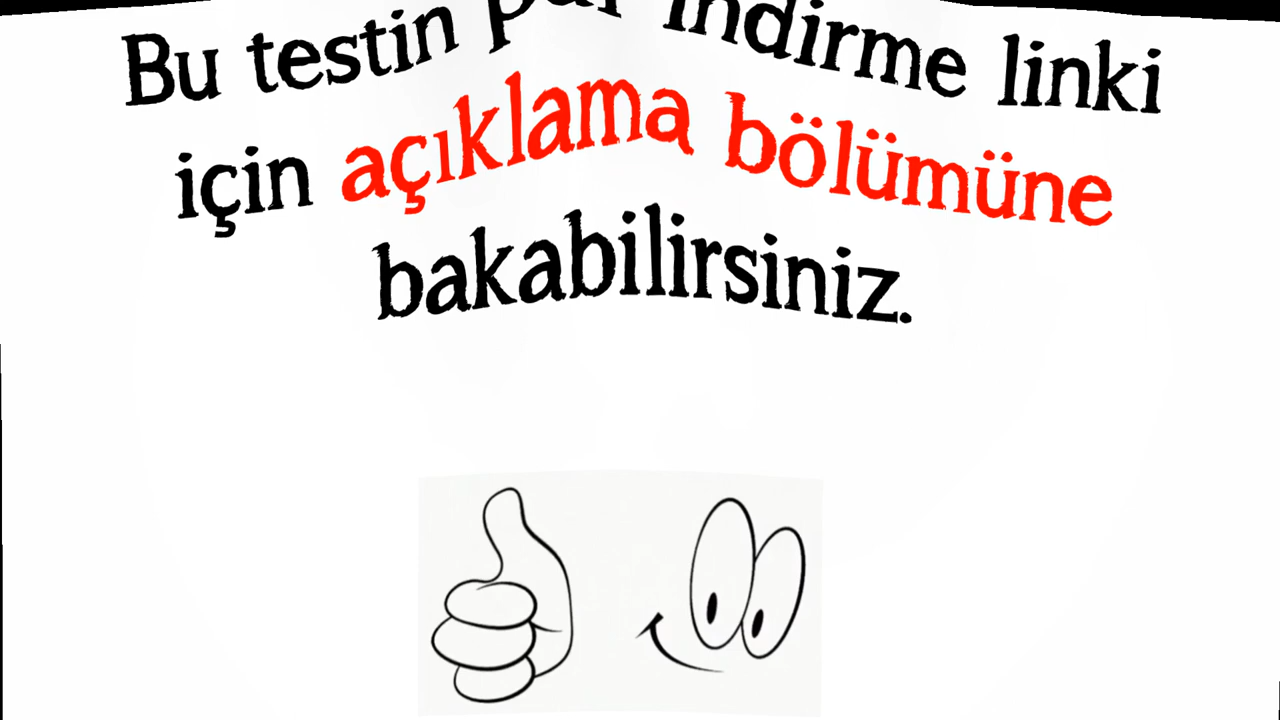 Bu testin indirme linki
için açıklama bölümüne
bakabilirsiniz.